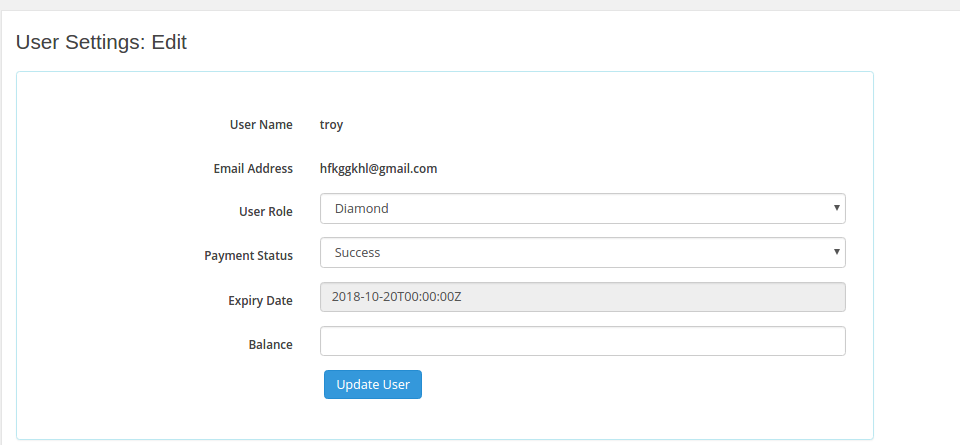 User Settings: Edit
User Name troy
Email Address hfkggkhl@gmail.com
User Role Diamond
Payment Status Success
Expiry Date 2018-10-20T00:00:00Z
Balance
Update User